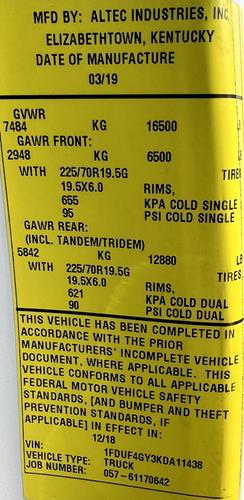 MFD BY: ALTEC INDUSTRIES, INC
ELIZABETHTOWN, KENTUCKY
DATE OF MANUFACTURE
03/19
GVWR
7484 KG 16500
GAWR FRONT:
2948 KG 6500
WITH 225/70R19.5G TIRE
19.5X6.0 RIMS,
655 KPA COLD SINGLE
95 PSI COLD SINGLE
GAWR REAR:
(INCL. TANDEM/TRIDEM)
5842 KG 12880 LB
WITH 225/70R19.5G TIRES
19.5X6.0 RIMS,
621 KPA COLD DUAL
90 PSI COLD DUAL
THIS VEHICLE HAS BEEN COMPLETED IN
ACCORDANCE WITH THE PRIOR
MANUFACTURERS' INCOMPLETE VEHICLE
DOCUMENT, WHERE APPLICABLE. THIS
VEHICLE CONFORMS TO ALL APPLICABLE
FEDERAL MOTOR VEHICLE SAFETY
STANDARDS, [AND BUMPER AND THEFT
PREVENTION STANDARDS, IF
APPLICABLE] IN EFFECT IN:
12/18
VIN: 1FDUF4GY3KDA11438
VEHICLE TYPE: TRUCK
JOB NUMBER: 057-61170642